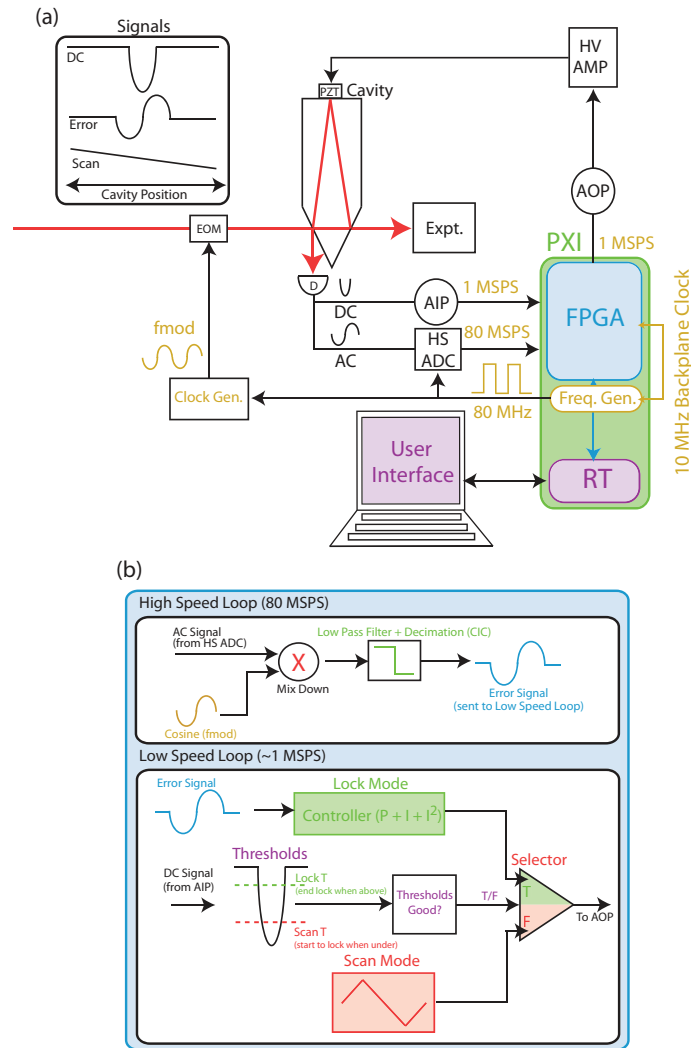 (a)
Signals
DC
Error
Scan
Cavity Position
PZT
Cavity
HV
AMP
AOP
EOM
Expt.
PXI
1 MSPS
D
DC
AIP
1 MSPS
FPGA
AC
HS
ADC
80 MSPS
fmod
Clock Gen.
80 MHz
Freq. Gen.
10 MHz Backplane Clock
User
Interface
RT
(b)
High Speed Loop (80 MSPS)
AC Signal
(from HS ADC)
Low Pass Filter + Decimation (CIC)
X
Mix Down
Error Signal
(sent to Low Speed Loop)
Cosine (fmod)
Low Speed Loop (~1 MSPS)
Error Signal
Lock Mode
Controller (P + I + I²)
Thresholds
Selector
DC Signal
(from AIP)
Lock T
(end lock when above)
Thresholds
Good?
T/F
T
F
To AOP
Scan T
(start to lock when under)
Scan Mode